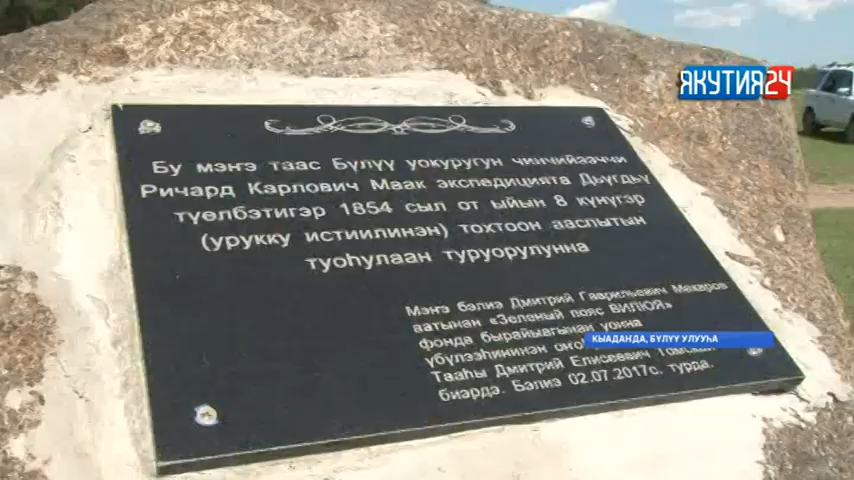 ЯКУТИЯ24
Бу мэҥэ таас Бүлүү уокуругун чинчийээччи
Ричард Карлович Маак экспедицията Дьүгдьү
түөлбэтигэр 1854 сыл от ыйын 8 күнүгэр
(урукку истиилинэн) тохтоон ааспытын
туоһулаан туруорулунна
Мэҥэ бэлиэ Дмитрий Гаврильевич Макаров
аатынан «Зеленый пояс ВИЛЮЯ»
фонда бырайыагынан уонна
үбүлээһининэн
Тааһы Дмитрий Елисеевич Томский
биэрдэ. Бэлиэ 02.07.2017с. турда.
КЫАДАНДА, БҮЛҮҮ УЛУУҺА